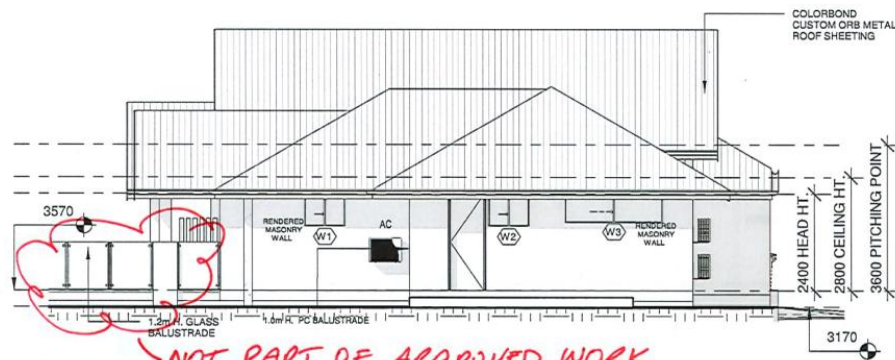 COLORBOND
CUSTOM ORB METAL
ROOF SHEETING
3570
RENDERED
MASONRY
WALL
W1
AC
W2
W3
RENDERED
MASONRY
WALL
2400 HEAD HT.
2800 CEILING HT.
3600 PITCHING POINT
1.2m H. GLASS
BALUSTRADE
1.0m H. PC BALUSTRADE
3170
NOT PART OF APPROVED WORK